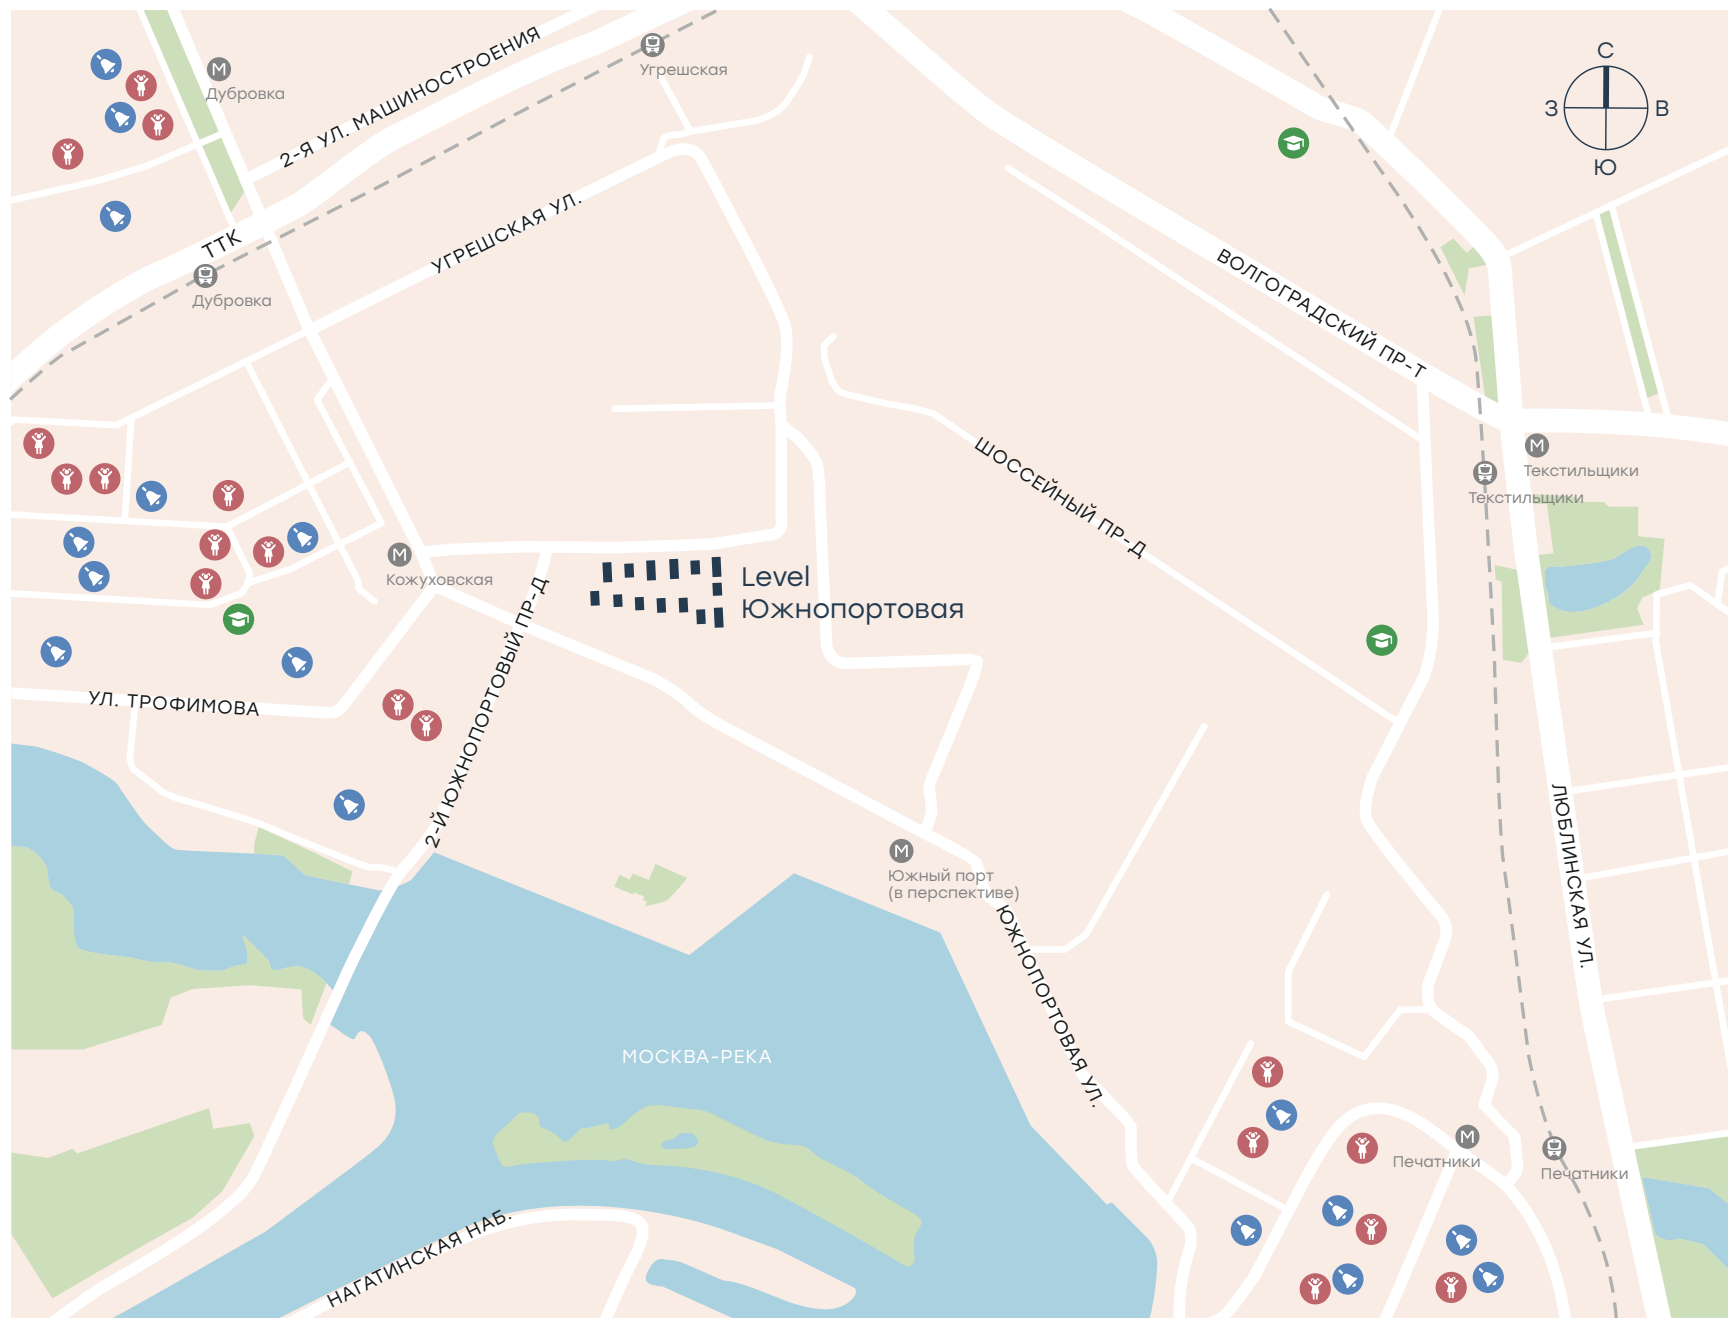 2-Я УЛ. МАШИНОСТРОЕНИЯ
М
Дубровка
Угрешская
С
З
В
Ю
ТТК
Дубровка
УГРЕШСКАЯ УЛ.
ВОЛГОГРАДСКИЙ ПР-Т
ШОССЕЙНЫЙ ПР-Д
М
Текстильщики
Текстильщики
М
Кожуховская
Level
Южнопортовая
2-Й ЮЖНОПОРТОВЫЙ ПР-Д
УЛ. ТРОФИМОВА
ЛЮБЛИНСКАЯ УЛ.
М
Южный порт
(в перспективе)
ЮЖНОПОРТОВАЯ УЛ.
МОСКВА-РЕКА
М
Печатники
Печатники
НАГАТИНСКАЯ НАБ.